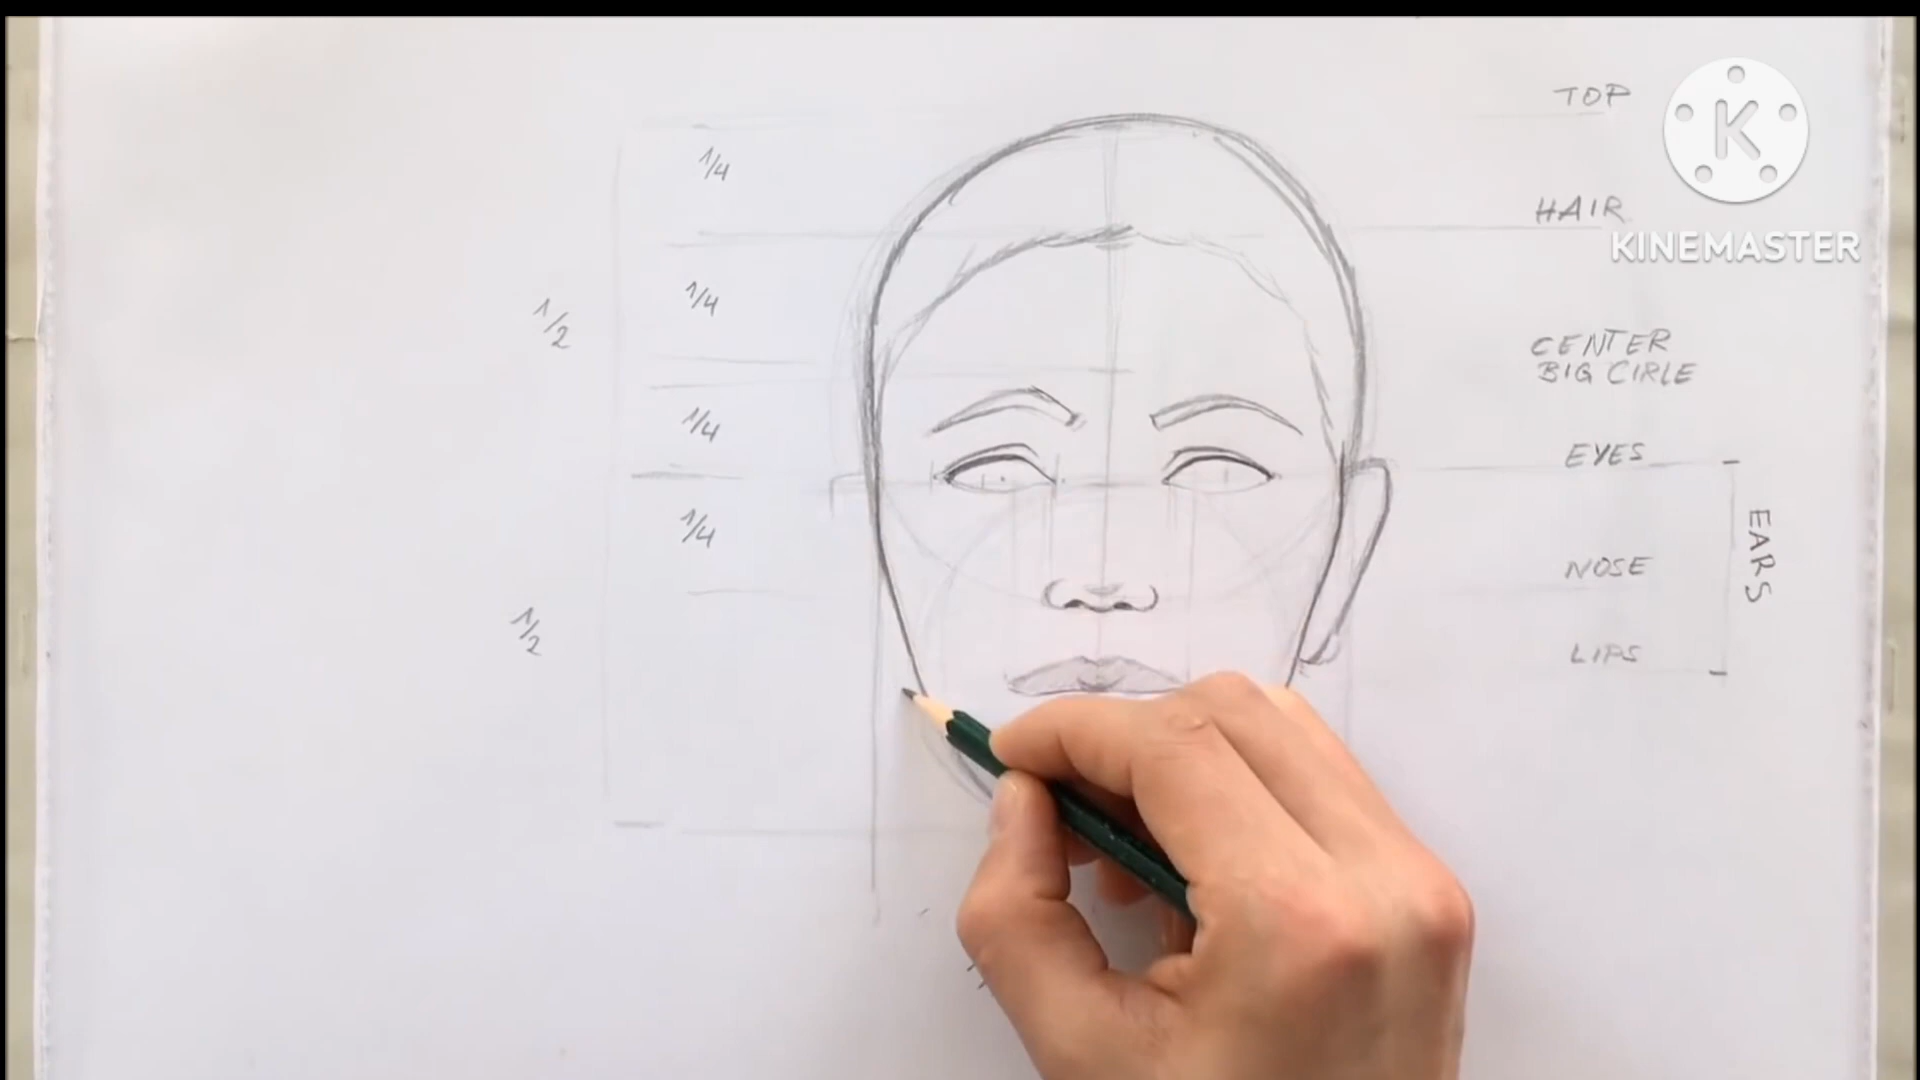 TOP
1/4
HAIR
KINEMASTER
1/4
1/2
CENTER
BIG CIRLE
1/4
EYES
1/4
EARS
NOSE
1/2
LIPS